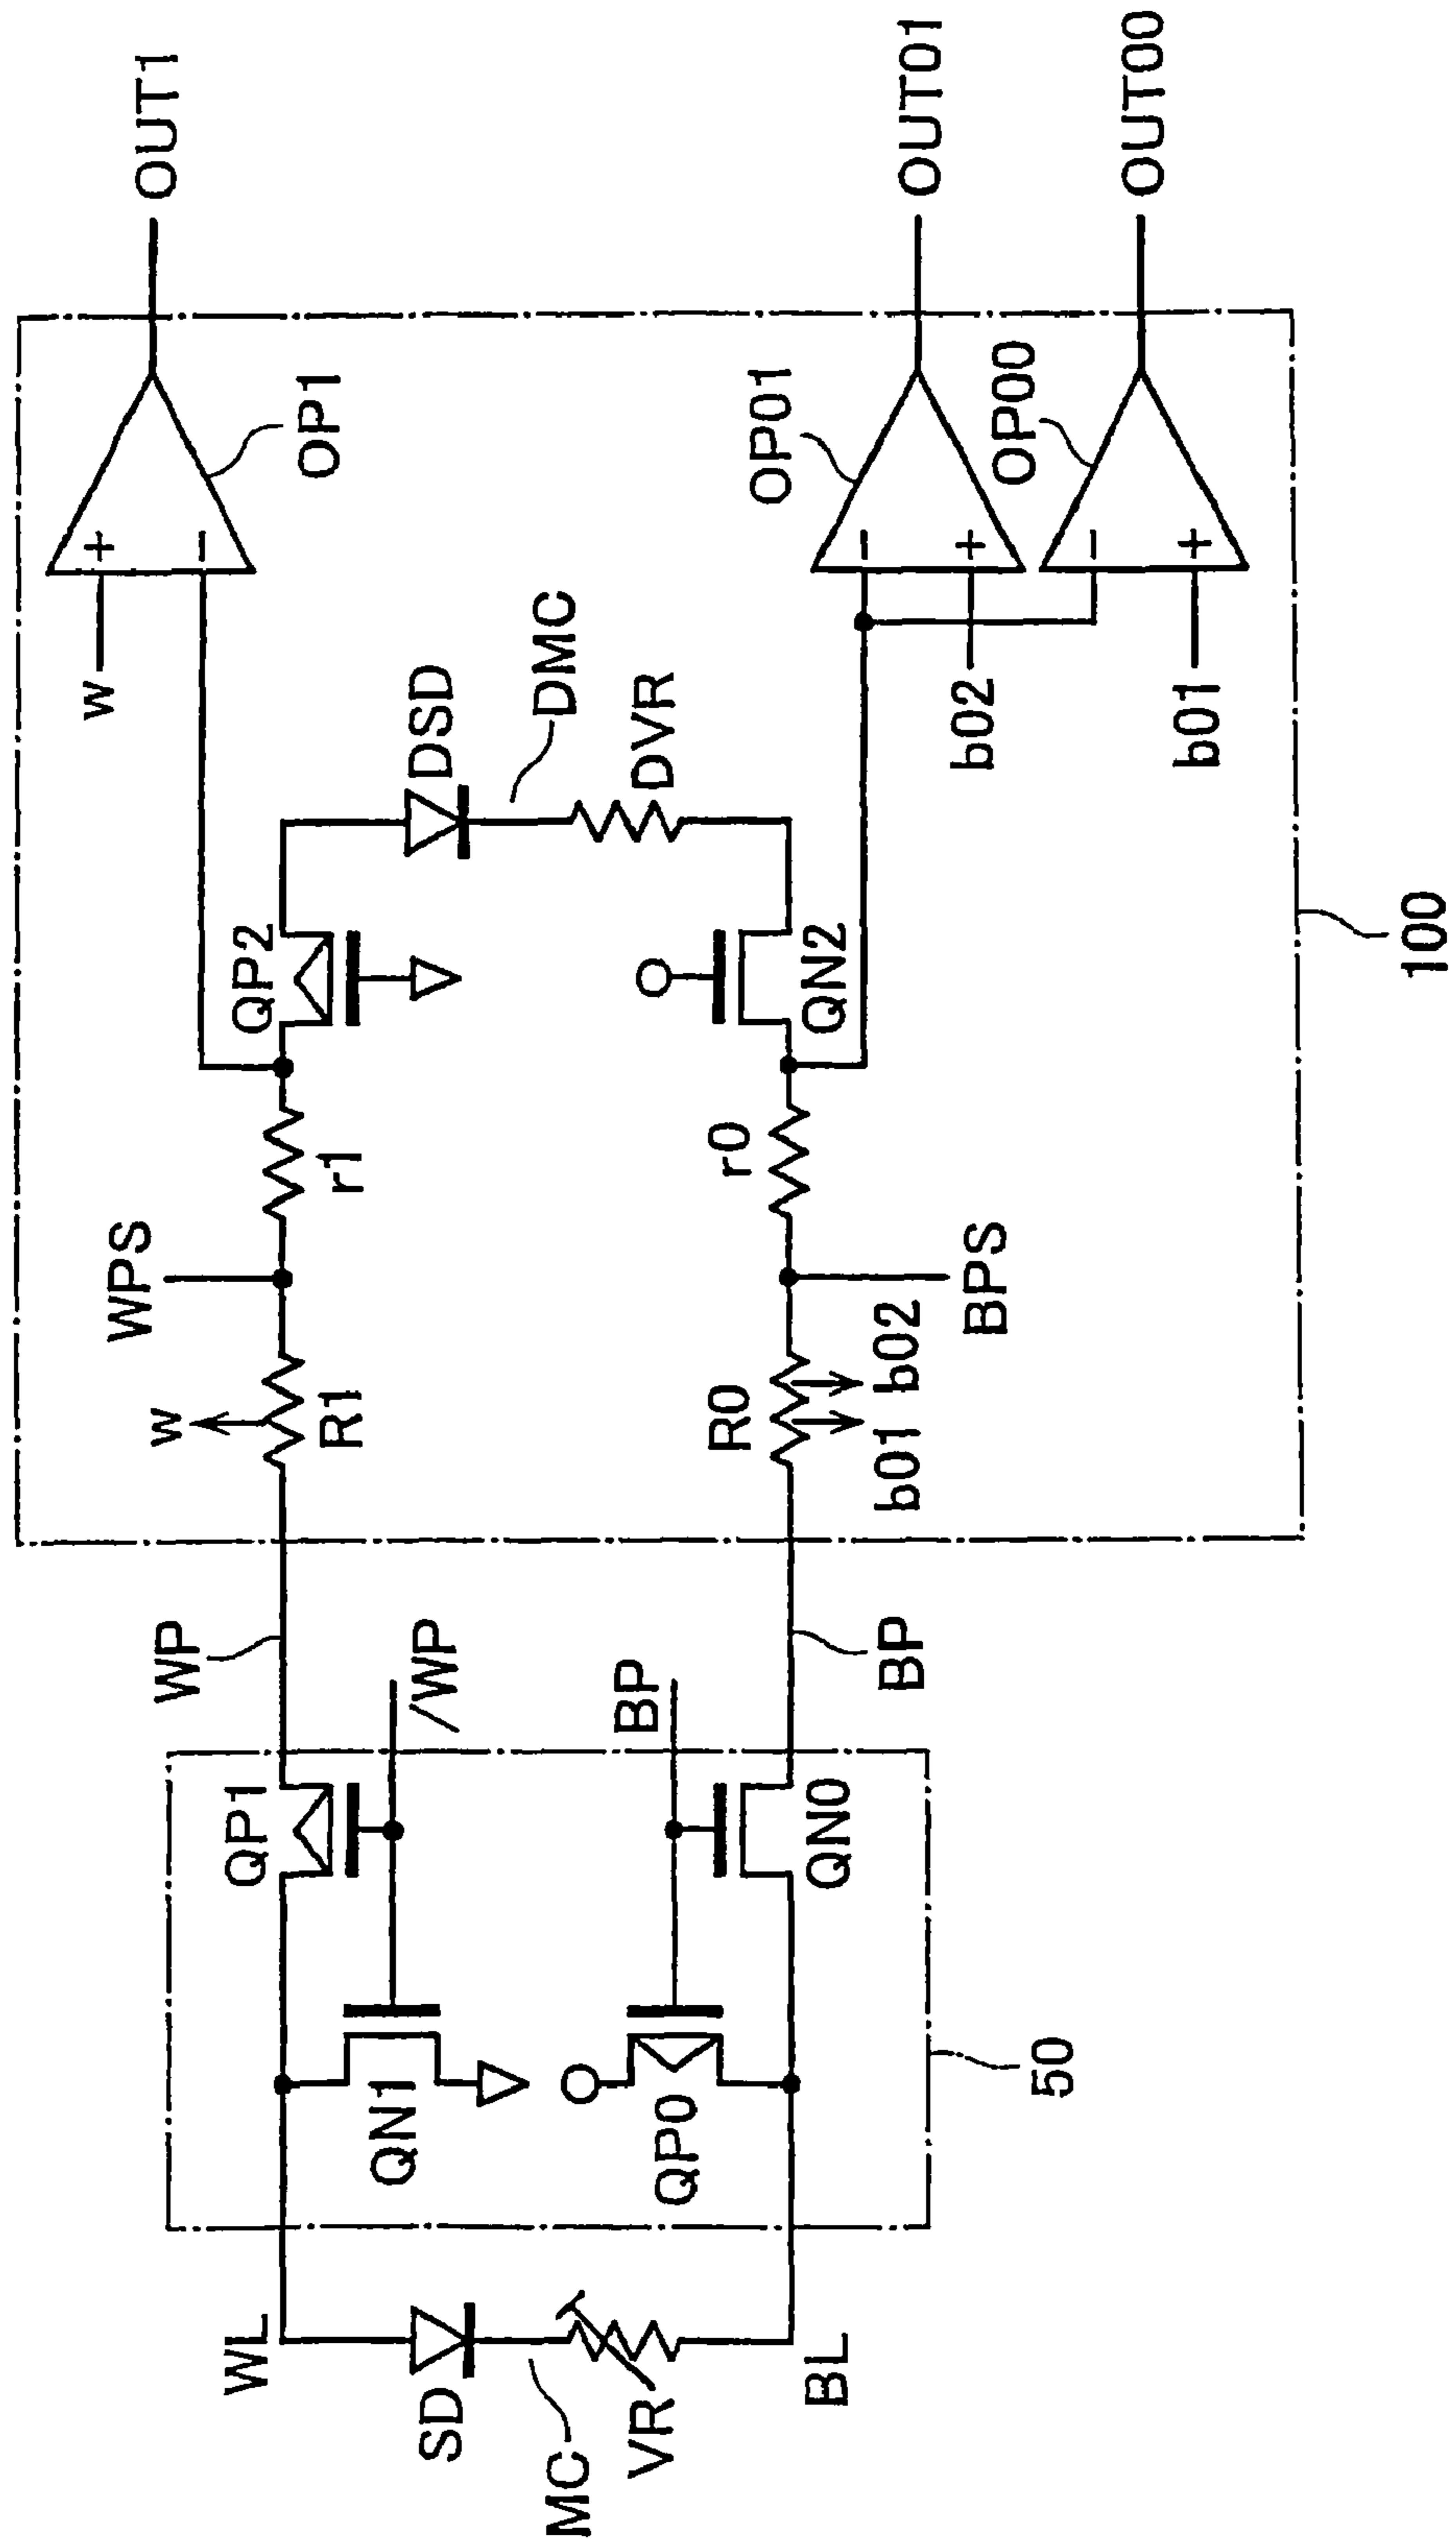 OUT1
OUT01
OUT00
OP1
OP01
OP00
+
-
-
+
-
+
w
b02
b01
DSD
DMC
DVR
QP2
QN2
100
r1
r0
WPS
BPS
w
R1
R0
b01 b02
WP
/WP
BP
BP
QP1
QN0
QN1
QP0
50
WL
SD
MC
VR
BL